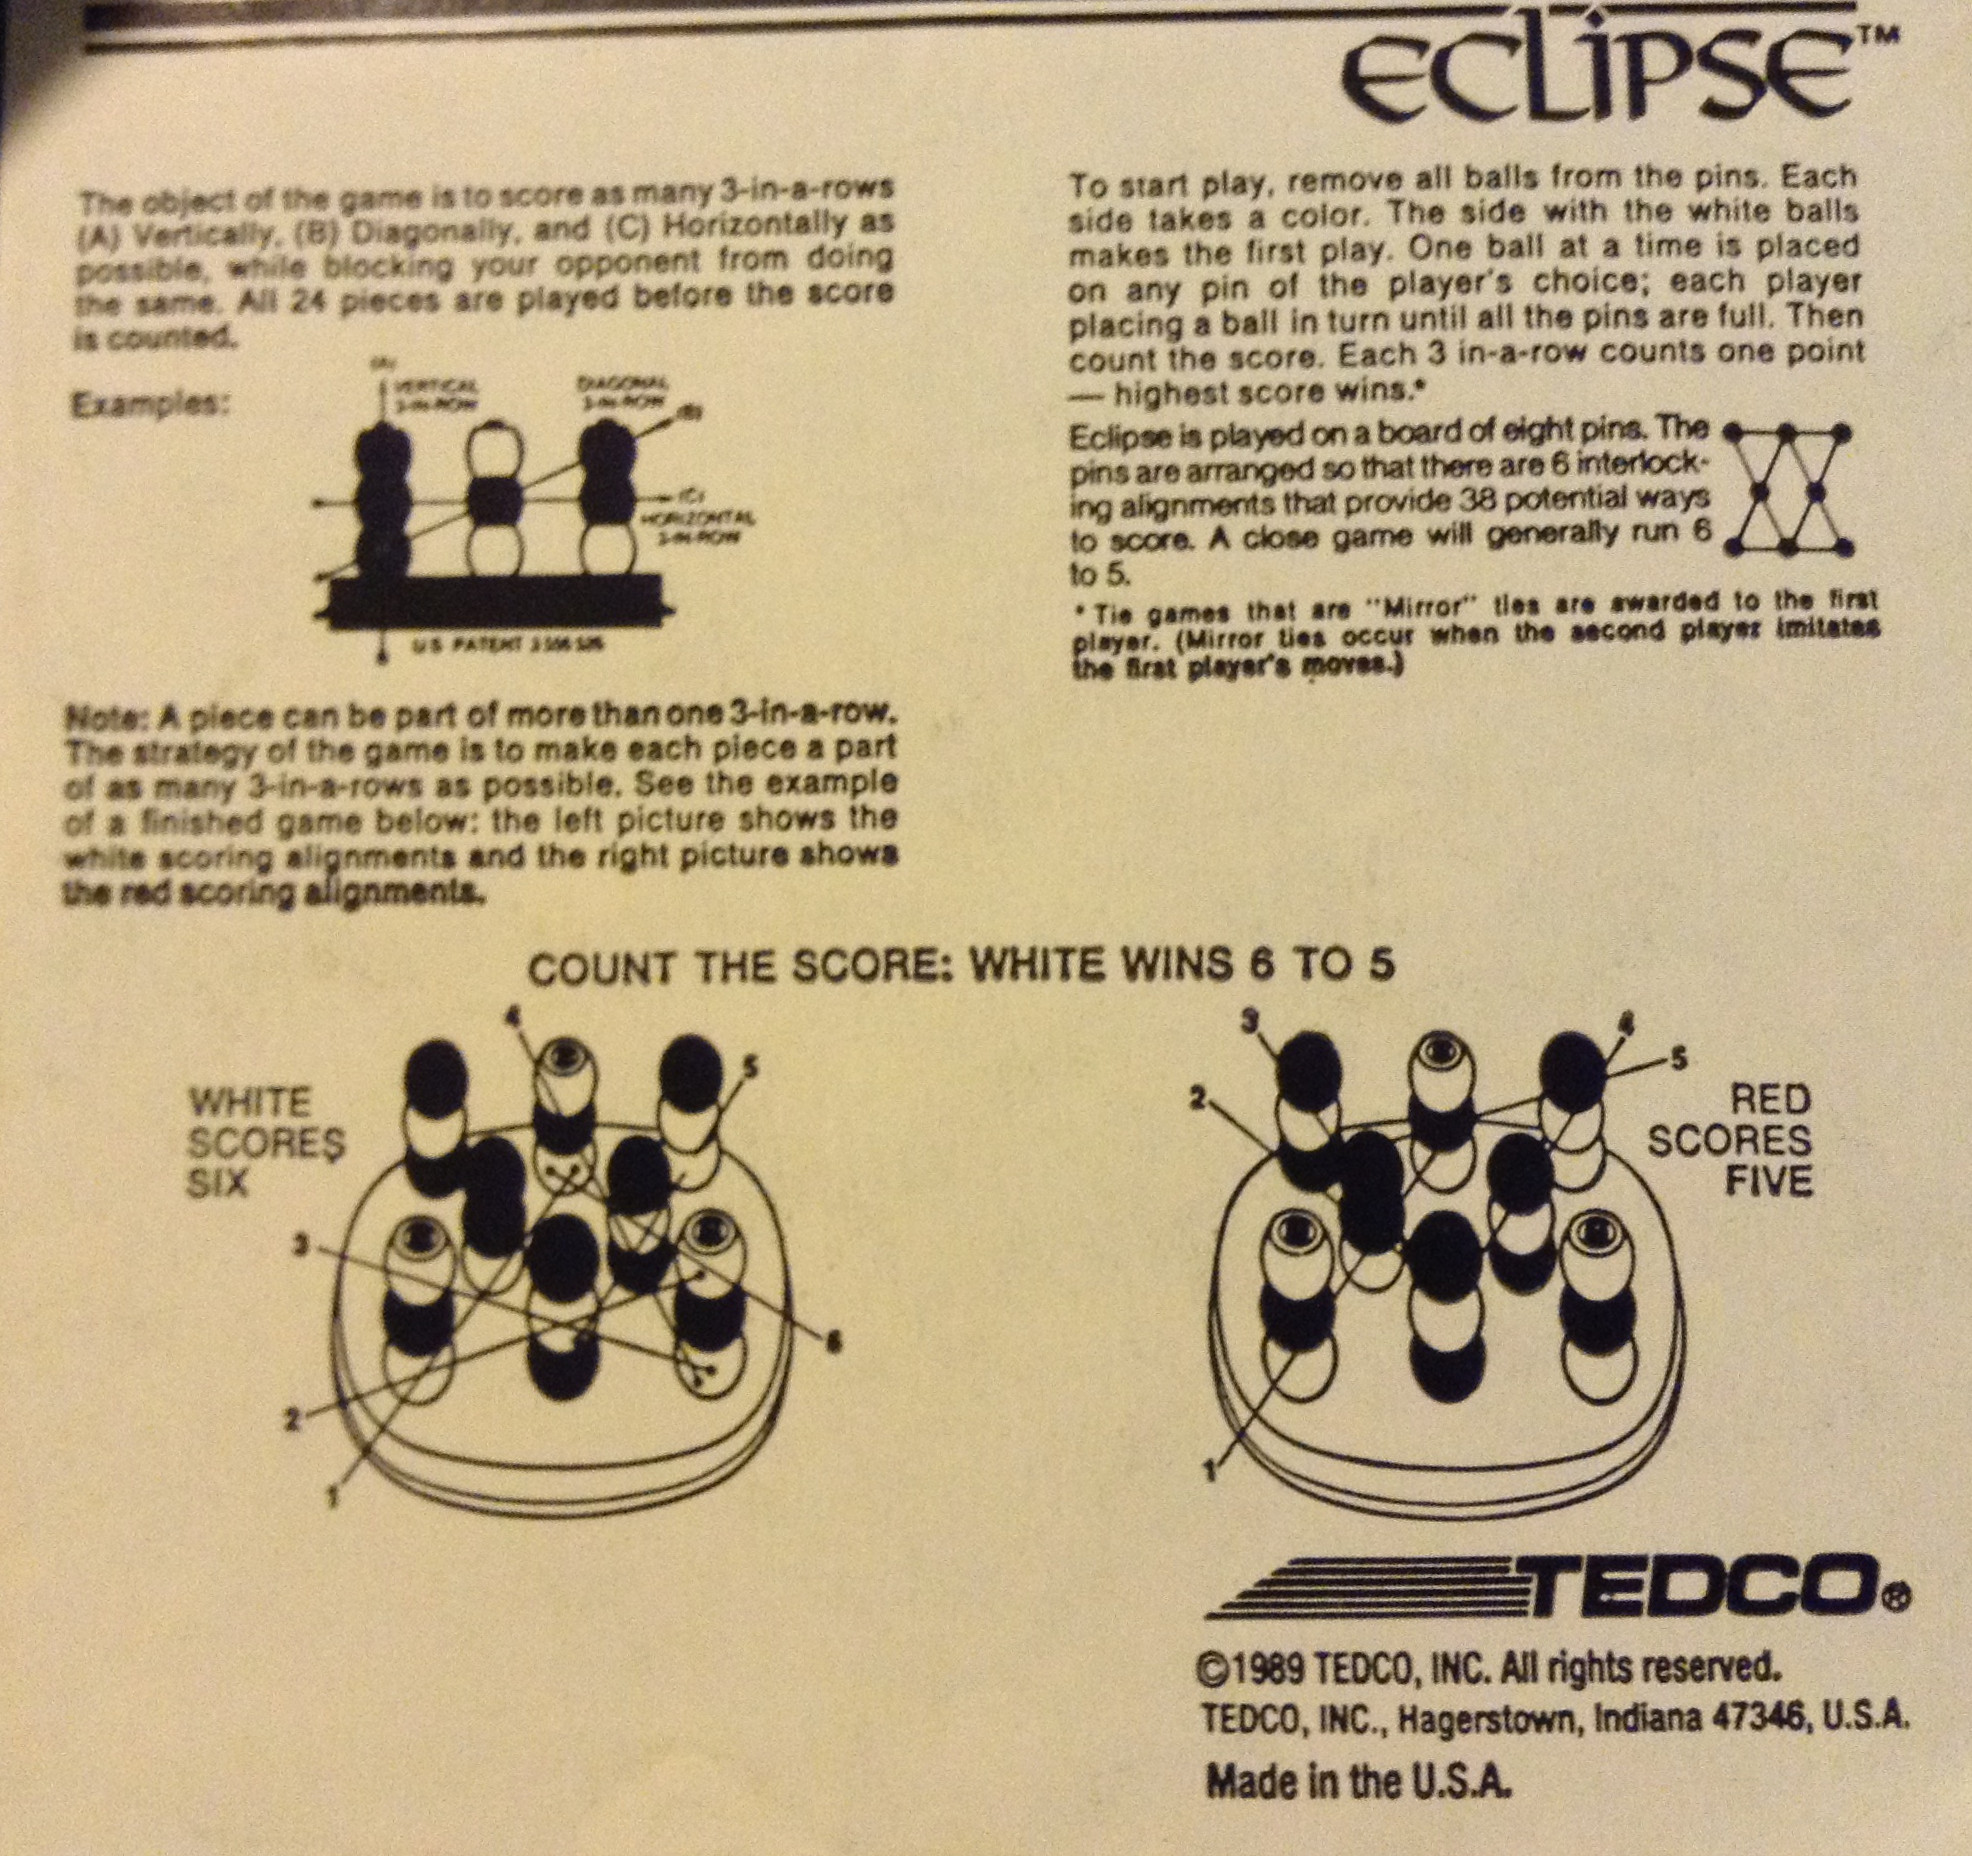 ECLIPSE™
The object of the game is to score as many 3-in-a-rows
(A) Vertically, (B) Diagonally, and (C) Horizontally as
possible, while blocking your opponent from doing
the same. All 24 pieces are played before the score
is counted.
Examples:
(A)
VERTICAL
3-IN-ROW
DIAGONAL
3-IN-ROW
(B)
(C)
HORIZONTAL
3-IN-ROW
U.S. PATENT
Note: A piece can be part of more than one 3-in-a-row.
The strategy of the game is to make each piece a part
of as many 3-in-a-rows as possible. See the example
of a finished game below: the left picture shows the
white scoring alignments and the right picture shows
the red scoring alignments.
To start play, remove all balls from the pins. Each
side takes a color. The side with the white balls
makes the first play. One ball at a time is placed
on any pin of the player's choice; each player
placing a ball in turn until all the pins are full. Then
count the score. Each 3 in-a-row counts one point
— highest score wins.*
Eclipse is played on a board of eight pins. The
pins are arranged so that there are 6 interlock-
ing alignments that provide 38 potential ways
to score. A close game will generally run 6
to 5.
* Tie games that are "Mirror" ties are awarded to the first
player. (Mirror ties occur when the second player imitates
the first player's moves.)
COUNT THE SCORE: WHITE WINS 6 TO 5
WHITE
SCORES
SIX
4
5
3
6
2
1
3
4
5
2
1
RED
SCORES
FIVE
TEDCO®
©1989 TEDCO, INC. All rights reserved.
TEDCO, INC., Hagerstown, Indiana 47346, U.S.A.
Made in the U.S.A.